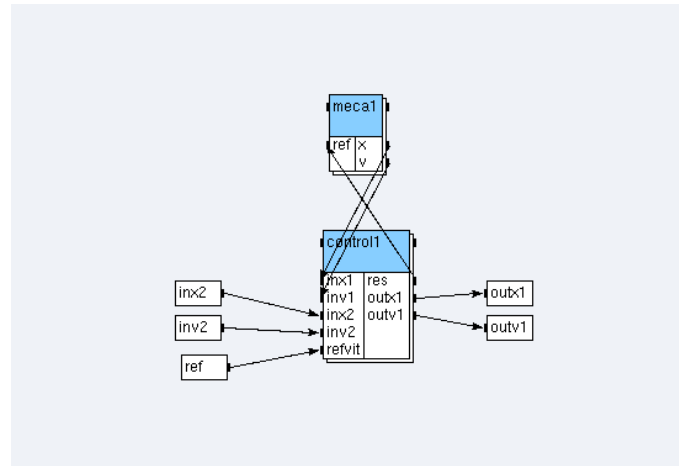 meca1
ref x
v
control1
inx1 res
inv1 outx1
inx2 outv1
inv2
refvit
inx2
inv2
ref
outx1
outv1